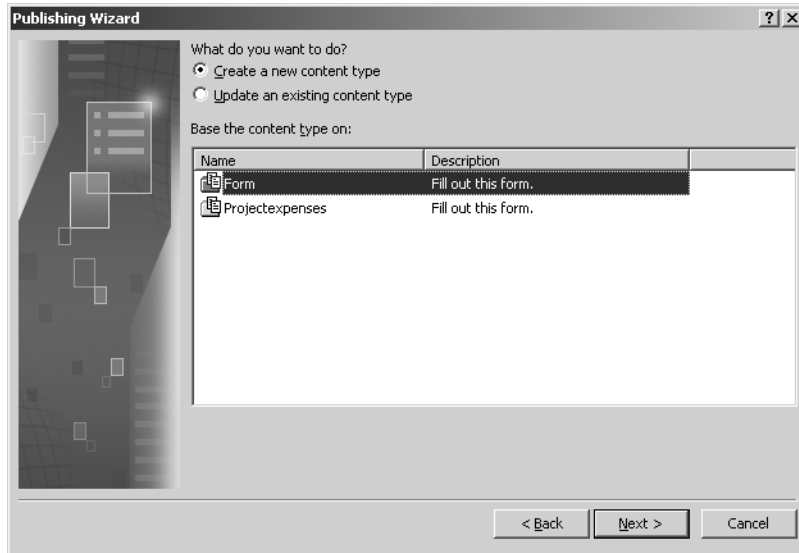 Publishing Wizard
What do you want to do?
Create a new content type
Update an existing content type
Base the content type on:
Name Description
Form Fill out this form.
Projectexpenses Fill out this form.
< Back Next > Cancel